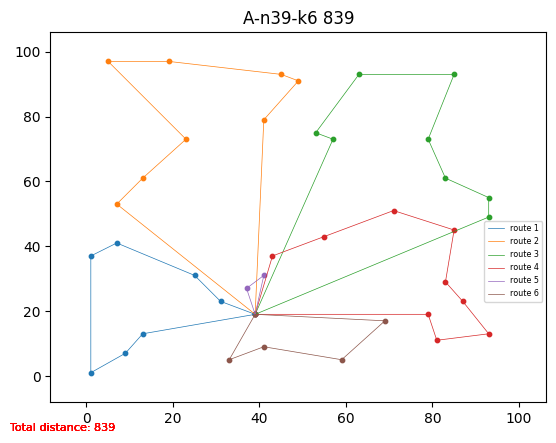 A-n39-k6 839
100
80
60
40
20
0
route 1
route 2
route 3
route 4
route 5
route 6
0 20 40 60 80 100
Total distance: 839